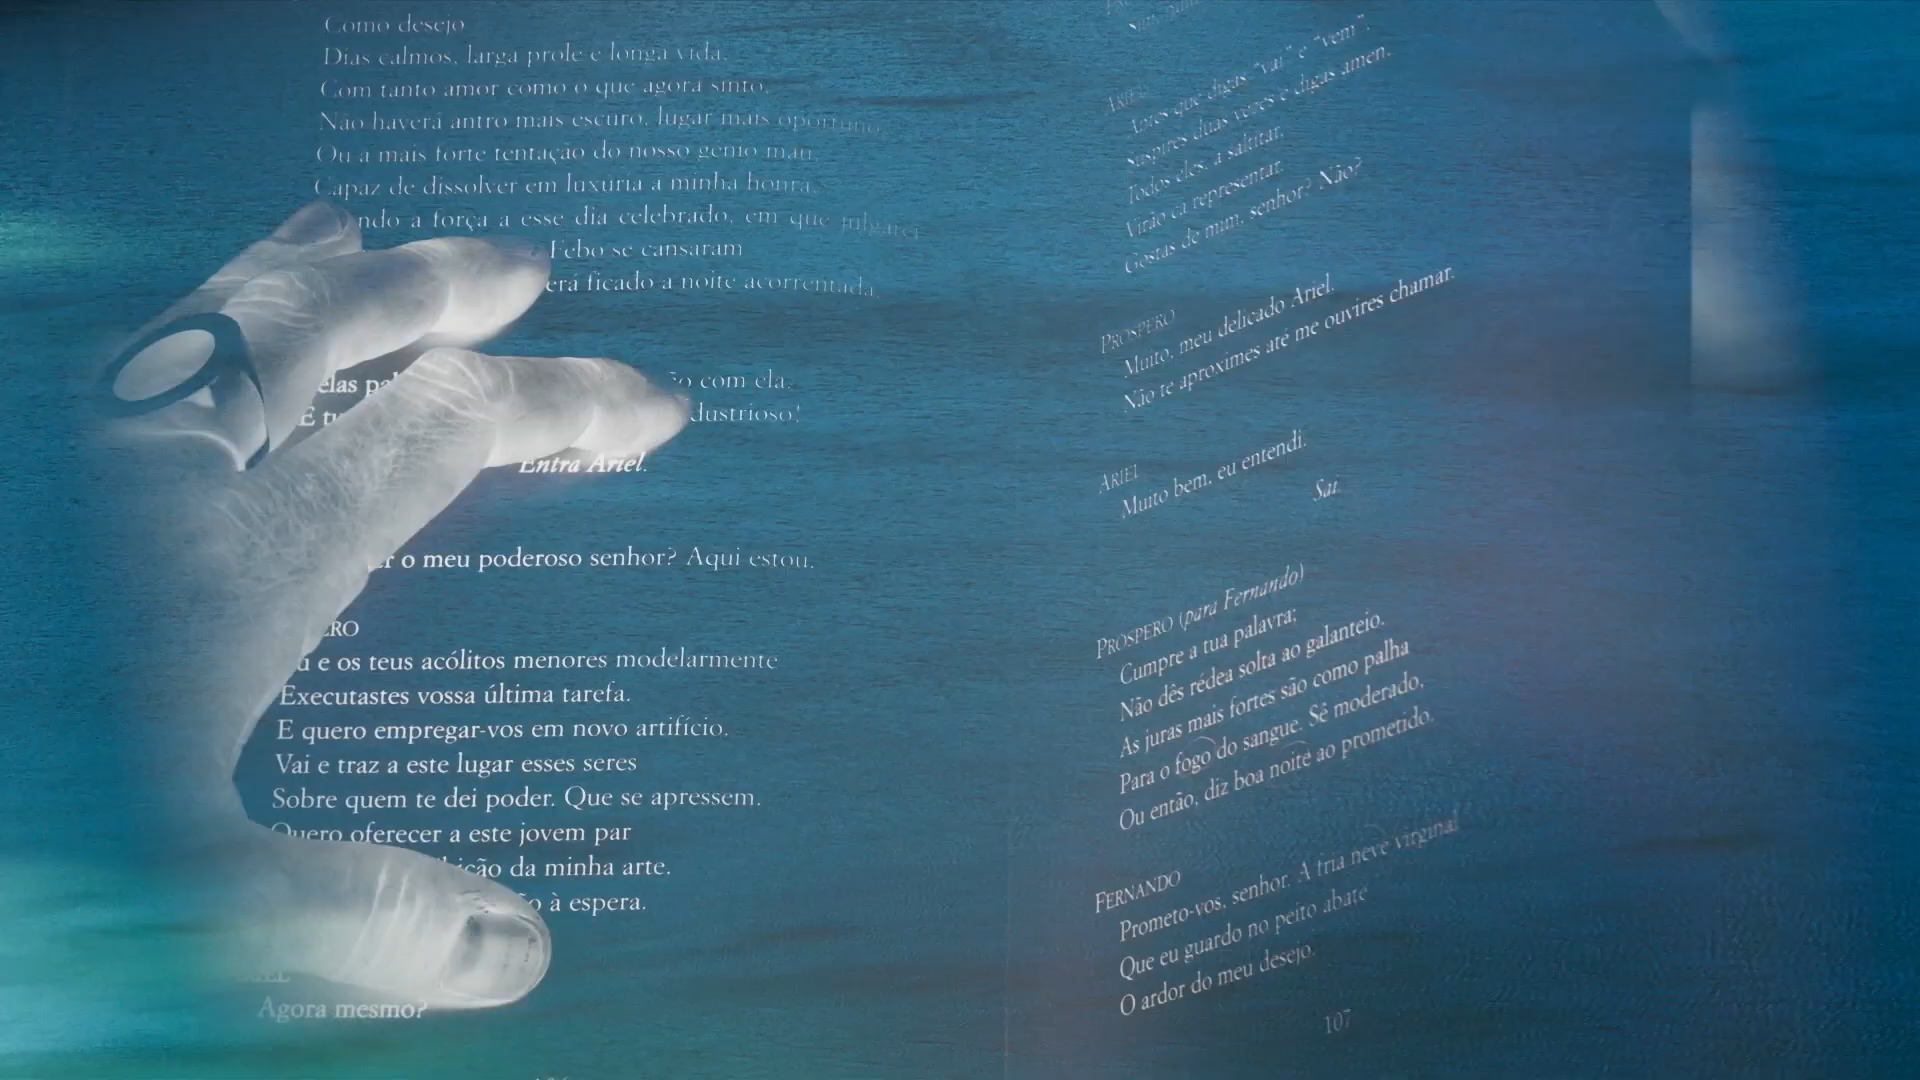 Como desejo
Dias calmos, larga prole e longa vida,
Com tanto amor como o que agora sinto,
Não haverá antro mais escuro, lugar mais oportuno,
Ou a mais forte tentação do nosso génio mau,
Capaz de dissolver em luxúria a minha honra,
ndo a força a esse dia celebrado, em que julgarei
Febo se cansaram
erá ficado a noite acorrentada.
elas pa
o com ela;
E tu
dustrioso!
Entra Ariel.
r o meu poderoso senhor? Aqui estou.
ERO
u e os teus acólitos menores modelarmente
Executastes vossa última tarefa.
E quero empregar-vos em novo artifício.
Vai e traz a este lugar esses seres
Sobre quem te dei poder. Que se apressem.
Quero oferecer a este jovem par
ição da minha arte.
o à espera.
IEL
Agora mesmo?
ARIEL
Antes que digas "vai" e "vem",
Suspires duas vezes e digas amen,
Todos eles, a saltitar,
Virão cá representar.
Gostas de mim, senhor? Não?
PROSPERO
Muito, meu delicado Ariel.
Não te aproximes até me ouvires chamar.
ARIEL
Muito bem, eu entendi.
Sai
PROSPERO (para Fernando)
Cumpre a tua palavra;
Não dês rédea solta ao galanteio.
As juras mais fortes são como palha
Para o fogo do sangue. Sê moderado,
Ou então, diz boa noite ao prometido.
FERNANDO
Prometo-vos, senhor. A fria neve virginal
Que eu guardo no peito abate
O ardor do meu desejo.
107